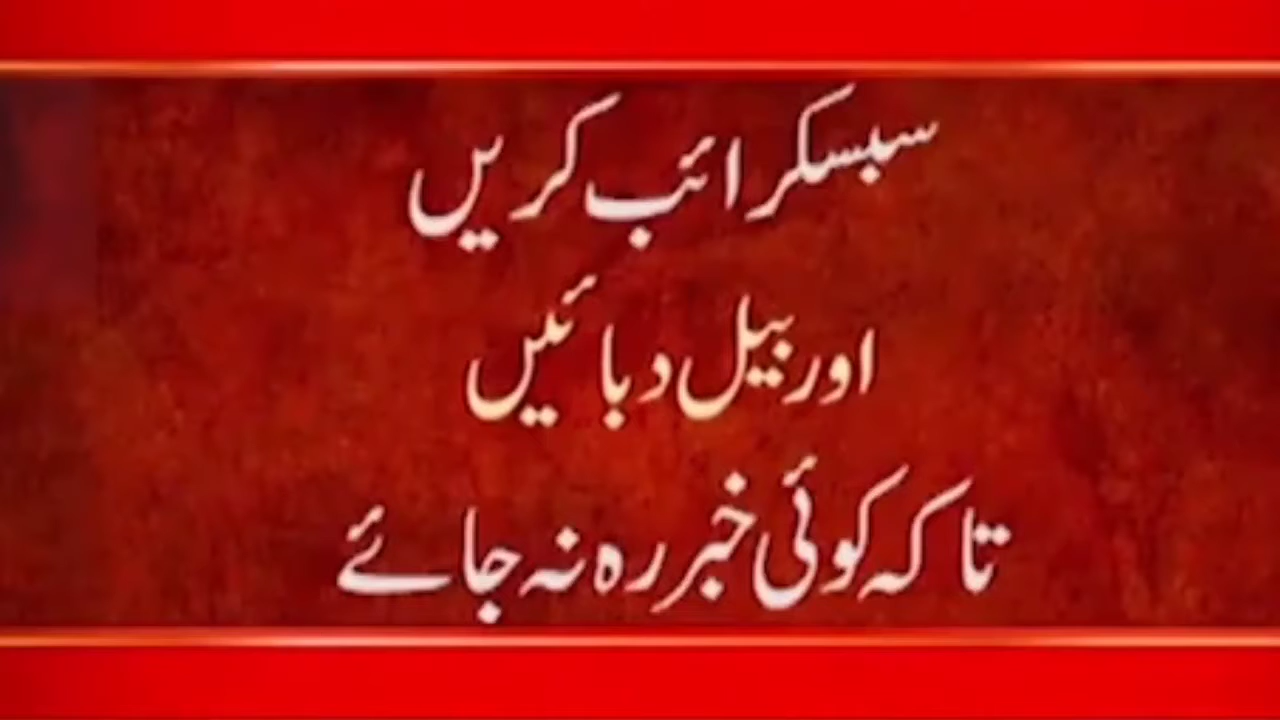 سبسکرائب کریں
اور بیل دبائیں
تاکہ کوئی خبر رہ نہ جائے